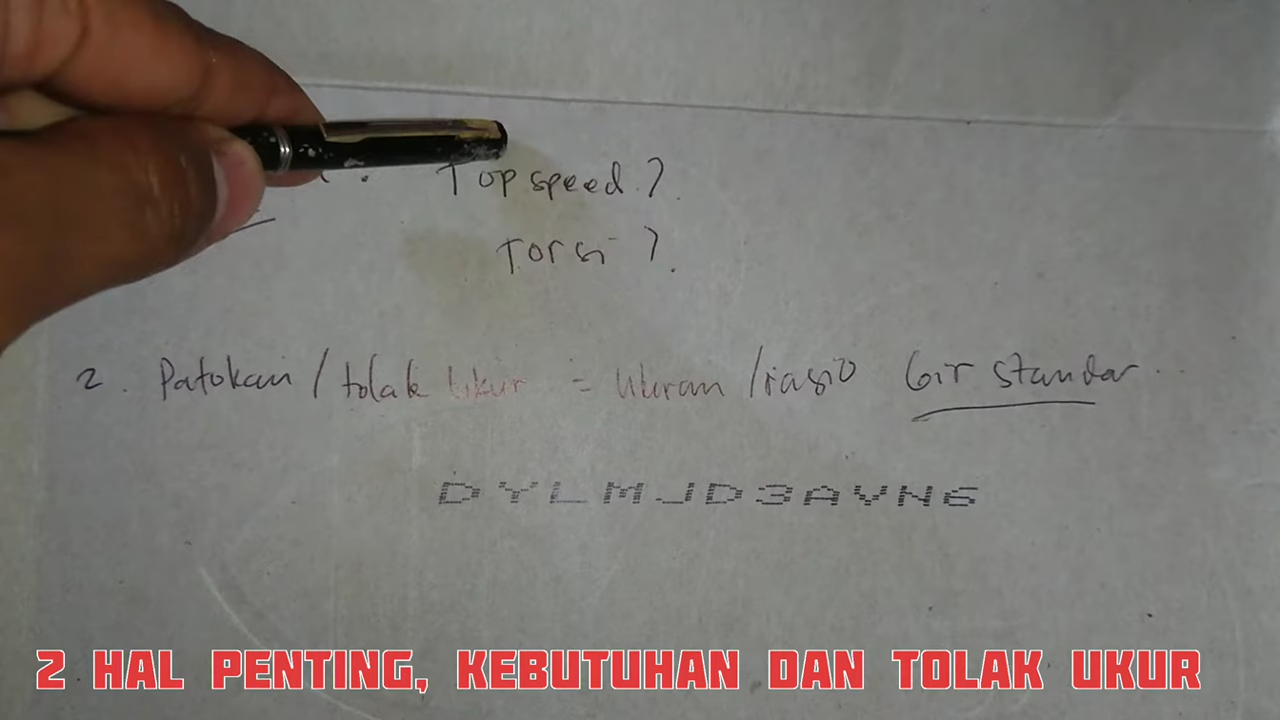 Top speed ?
Torsi ?
2. Patokan / tolak ukur = Ukuran / rasio Gir standar..
DYLMJD3AVN6
2 HAL PENTING, KEBUTUHAN DAN TOLAK UKUR